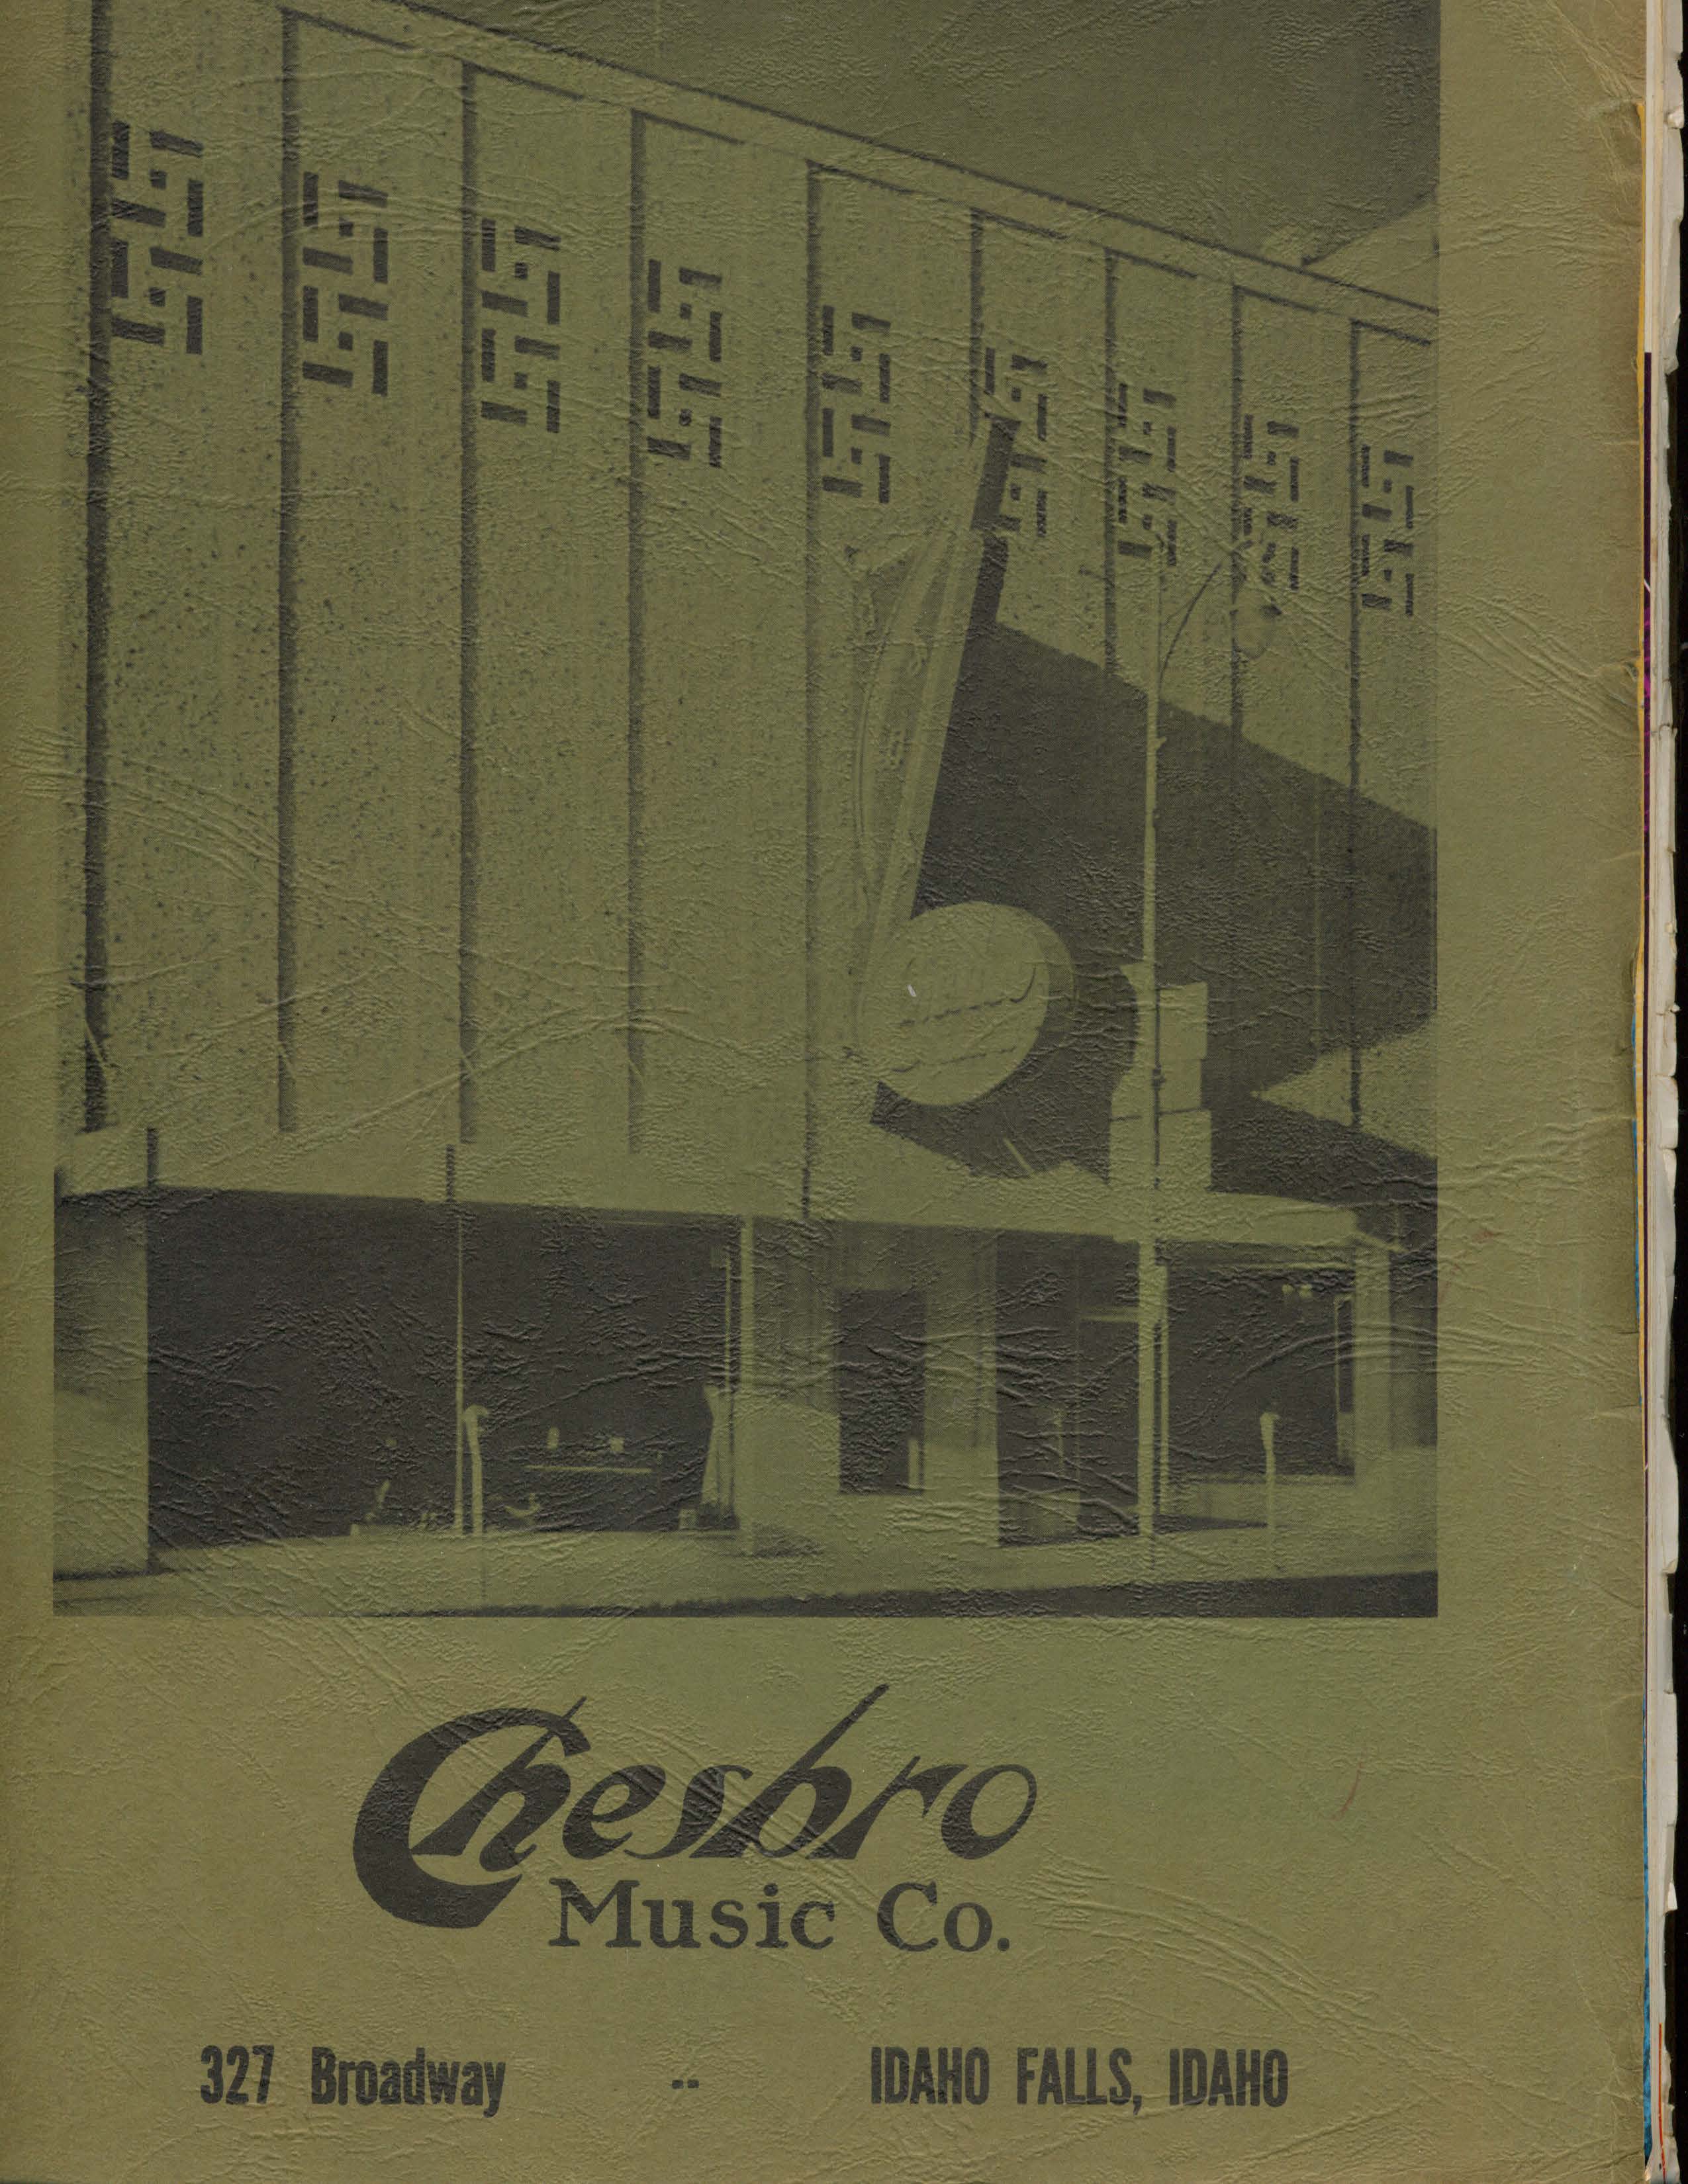 Chesbro
Music Co.
327 Broadway -- IDAHO FALLS, IDAHO